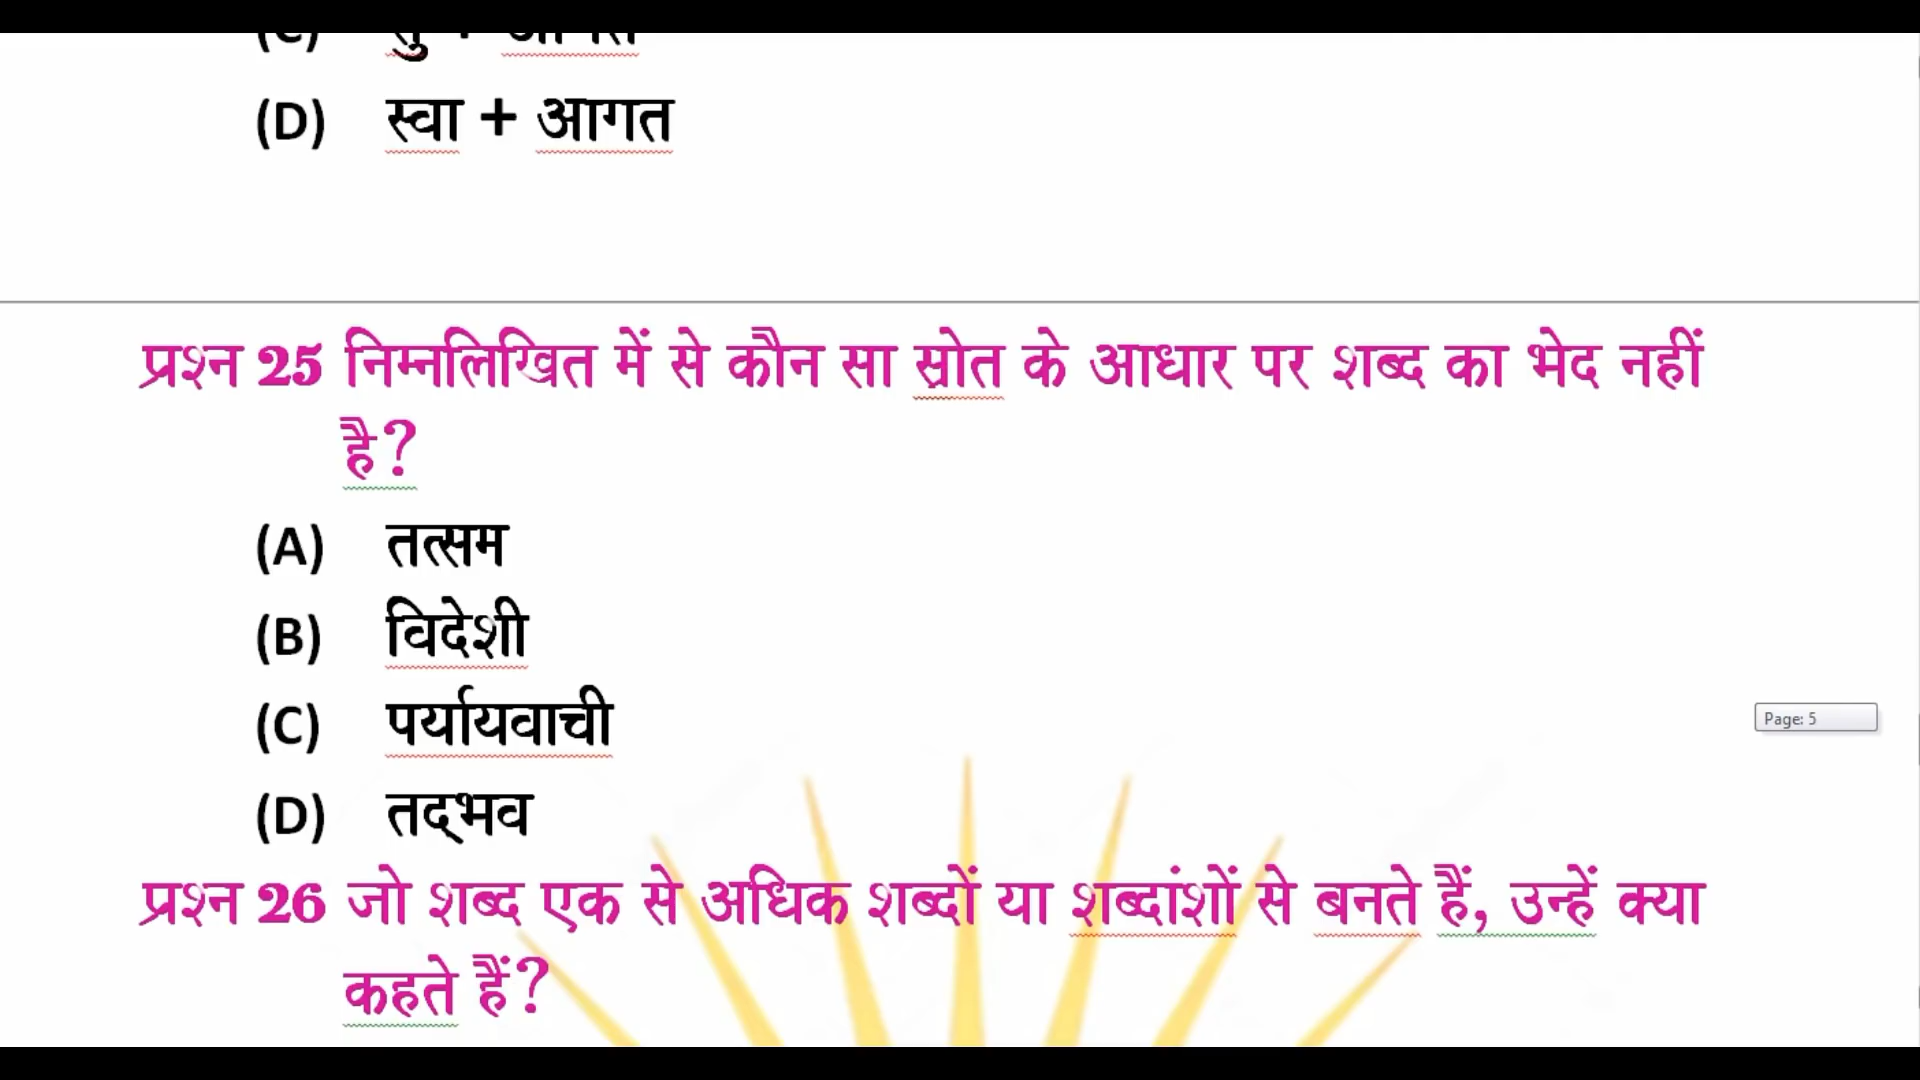 (C) सु + आगत
(D) स्वा + आगत
प्रश्न 25 निम्नलिखित में से कौन सा स्रोत के आधार पर शब्द का भेद नहीं
है?
(A) तत्सम
(B) विदेशी
(C) पर्यायवाची
Page: 5
(D) तद्भव
प्रश्न 26 जो शब्द एक से अधिक शब्दों या शब्दांशों से बनते हैं, उन्हें क्या
कहते हैं?